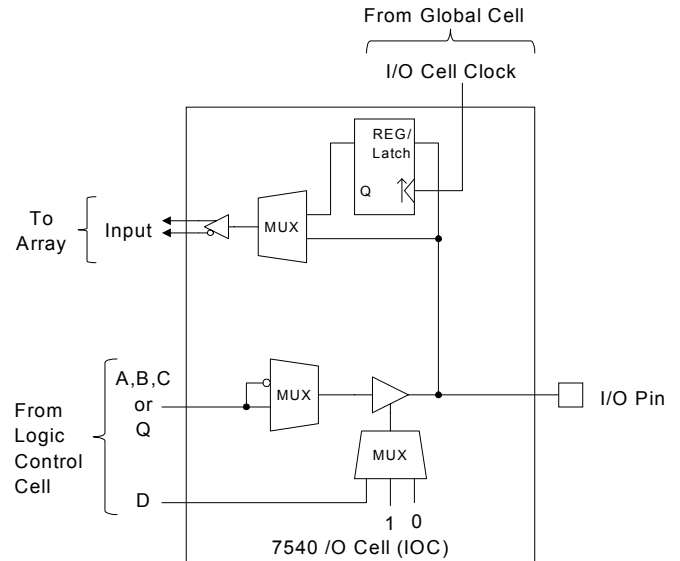 From Global Cell
I/O Cell Clock
REG/
Latch
Q
MUX
To
Array
Input
A,B,C
or
Q
MUX
I/O Pin
From
Logic
Control
Cell
MUX
D
1 0
7540 /O Cell (IOC)